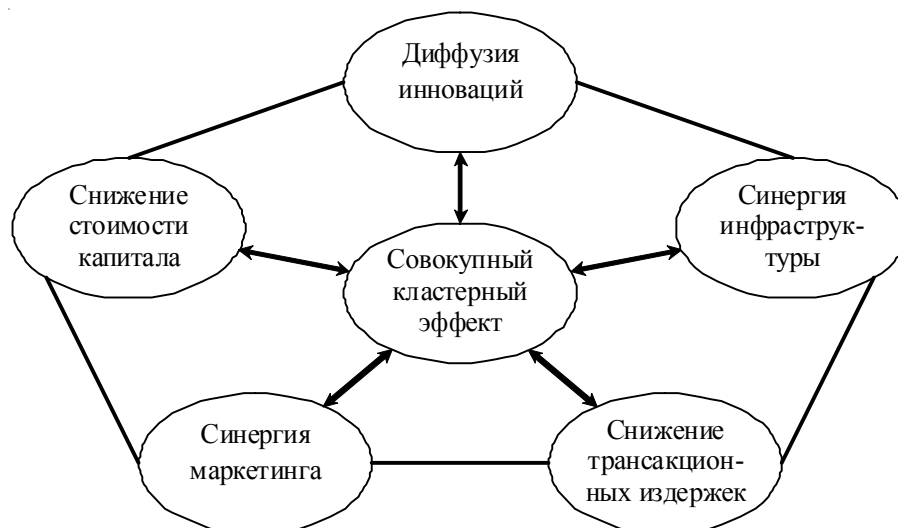 Диффузия
инноваций
Снижение
стоимости
капитала
Синергия
инфраструк-
туры
Совокупный
кластерный
эффект
Синергия
маркетинга
Снижение
трансакцион-
ных издержек